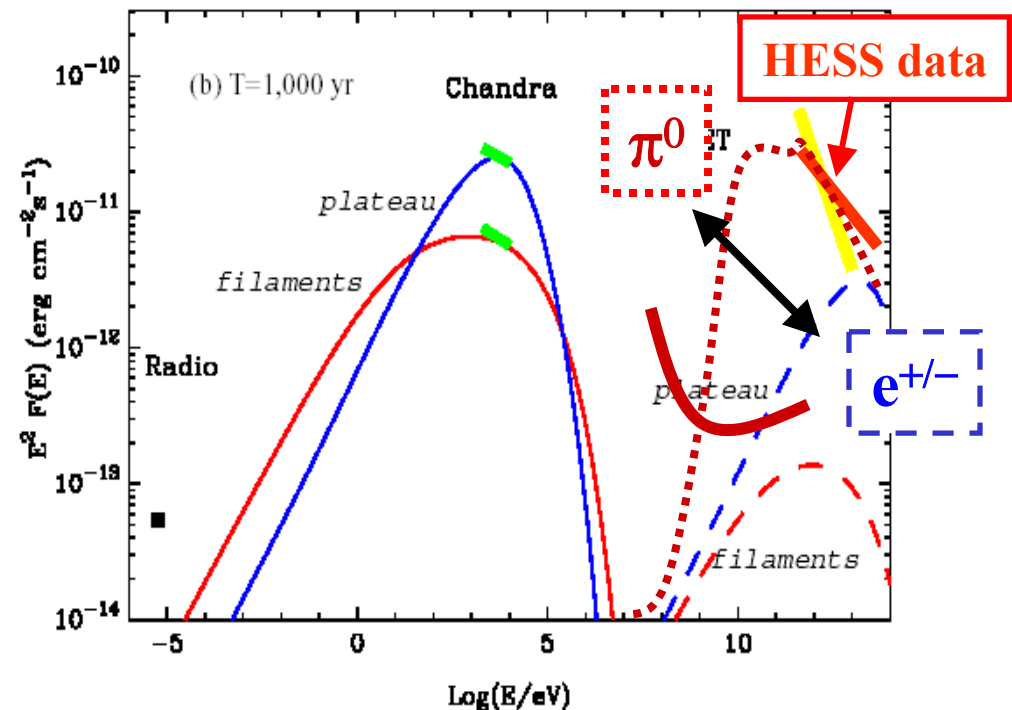 HESS data
10⁻¹⁰
(b) T=1,000 yr
Chandra
π⁰
ET
10⁻¹¹
plateau
filaments
10⁻¹²
Radio
plateau
e⁺/⁻
10⁻¹³
filaments
10⁻¹⁴
E² F(E) (erg cm⁻²s⁻¹)
−5 0 5 10
Log(E/eV)